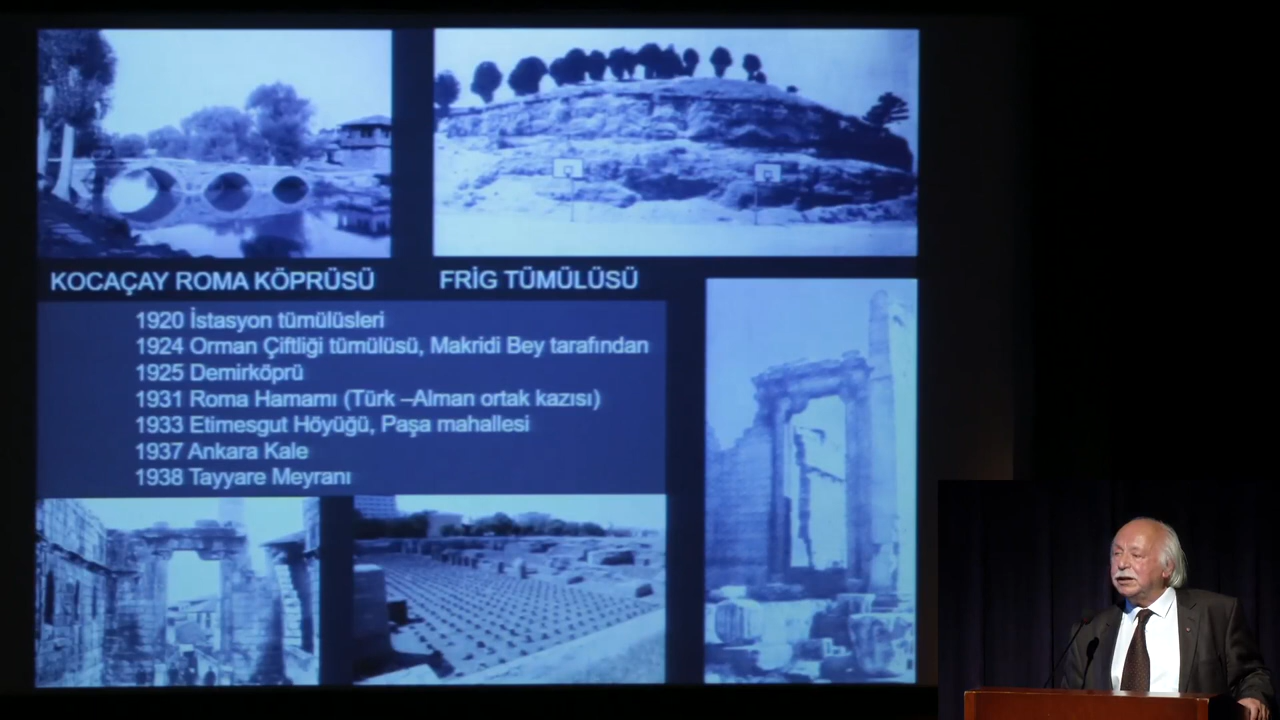 KOCAÇAY ROMA KÖPRÜSÜ
FRİG TÜMÜLÜSÜ
1920 İstasyon tümülüsleri
1924 Orman Çiftliği tümülüsü, Makridi Bey tarafından
1925 Demirköprü
1931 Roma Hamamı (Türk –Alman ortak kazısı)
1933 Etimesgut Höyüğü, Paşa mahallesi
1937 Ankara Kale
1938 Tayyare Meyranı